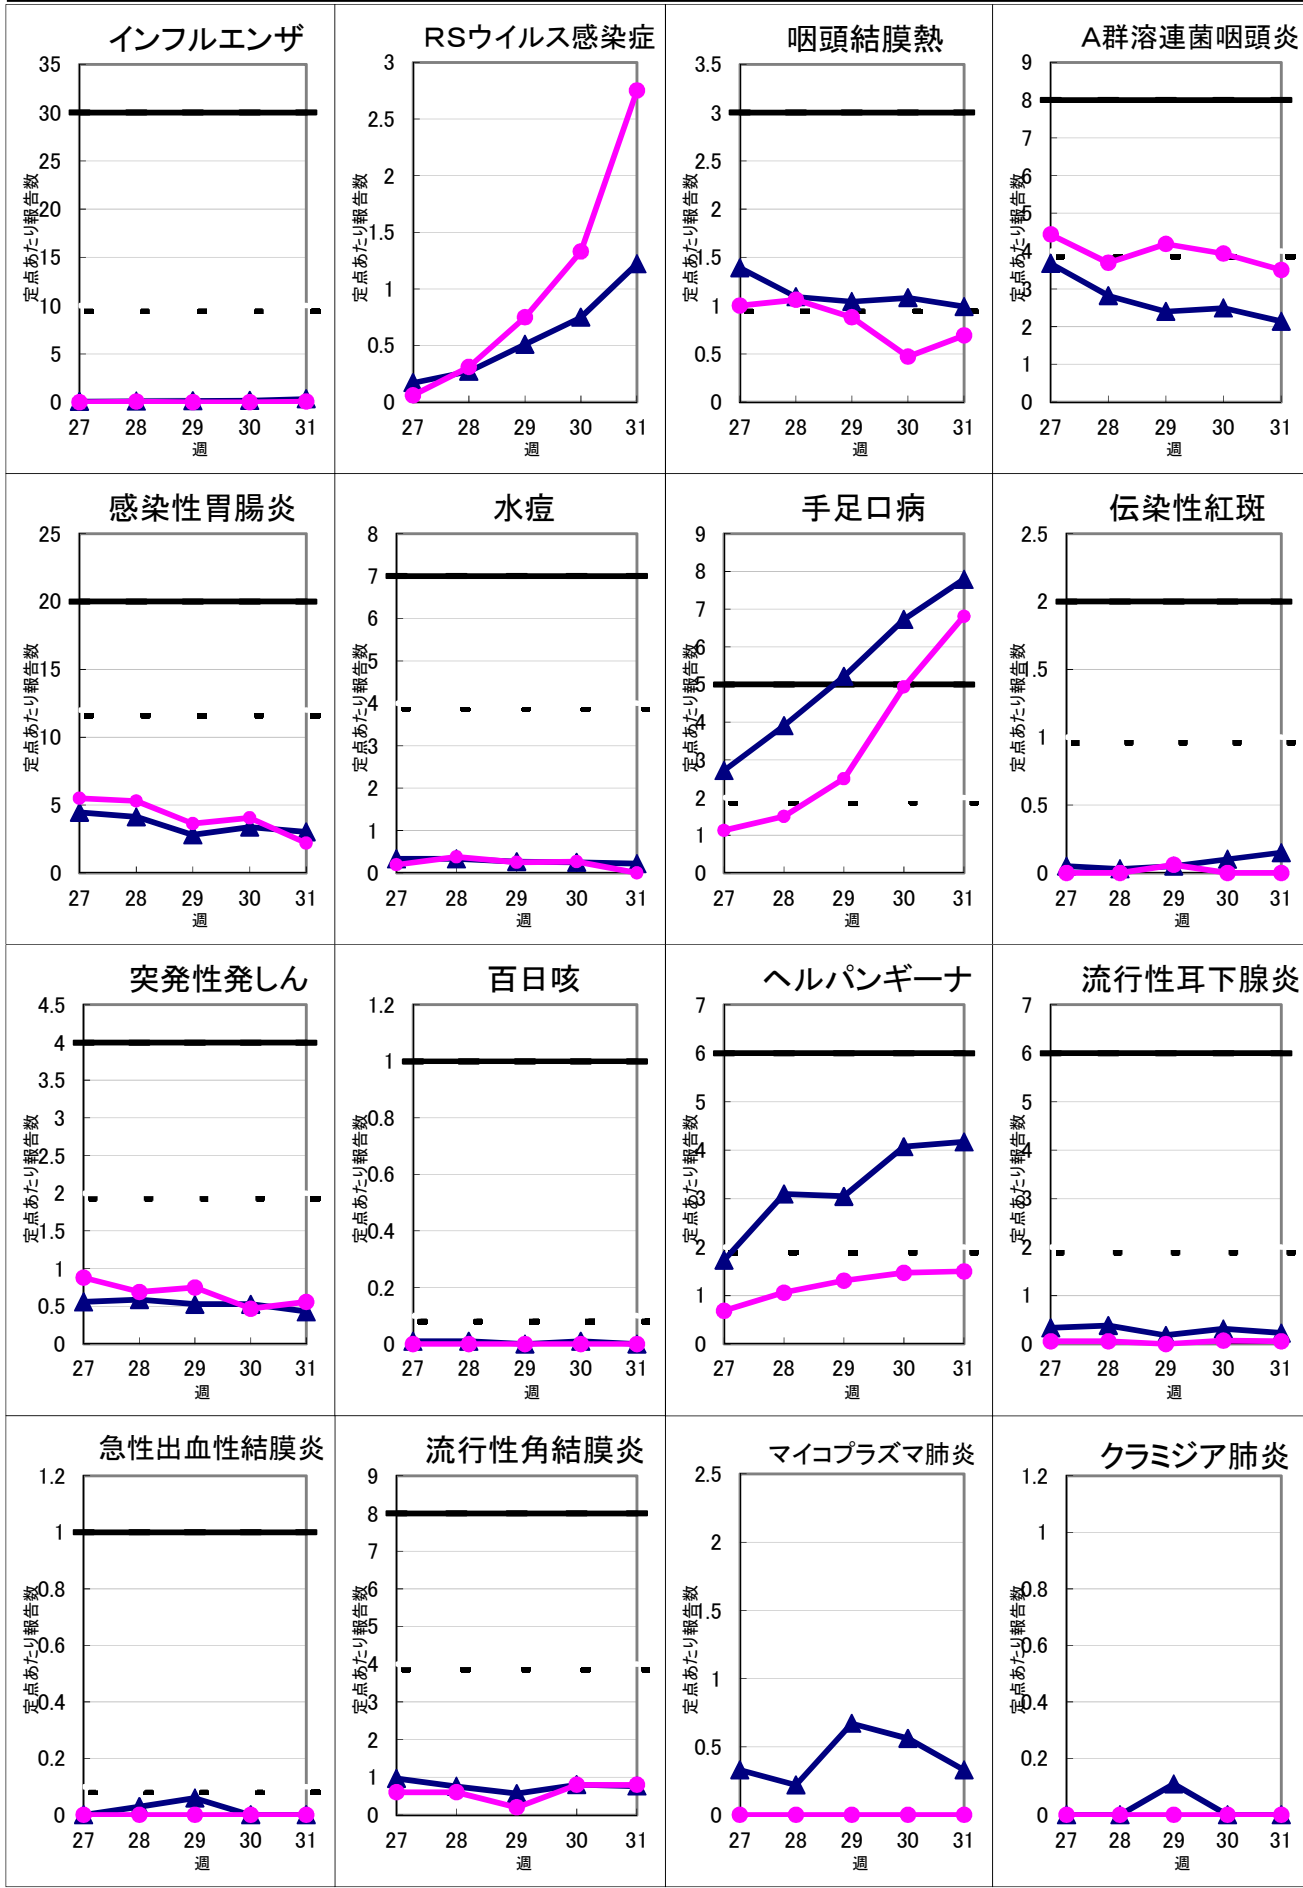 インフルエンザ
35
30
25
20
15
10
5
0
定点あたり報告数
27 28 29 30 31
週
RSウイルス感染症
3
2.5
2
1.5
1
0.5
0
定点あたり報告数
27 28 29 30 31
週
咽頭結膜熱
3.5
3
2.5
2
1.5
1
0.5
0
定点あたり報告数
27 28 29 30 31
週
A群溶連菌咽頭炎
9
8
7
6
5
4
3
2
1
0
定点あたり報告数
27 28 29 30 31
週
感染性胃腸炎
25
20
15
10
5
0
定点あたり報告数
27 28 29 30 31
週
水痘
8
7
6
5
4
3
2
1
0
定点あたり報告数
27 28 29 30 31
週
手足口病
9
8
7
6
5
4
3
2
1
0
定点あたり報告数
27 28 29 30 31
週
伝染性紅斑
2.5
2
1.5
1
0.5
0
定点あたり報告数
27 28 29 30 31
週
突発性発しん
4.5
4
3.5
3
2.5
2
1.5
1
0.5
0
定点あたり報告数
27 28 29 30 31
週
百日咳
1.2
1
0.8
0.6
0.4
0.2
0
定点あたり報告数
27 28 29 30 31
週
ヘルパンギーナ
7
6
5
4
3
2
1
0
定点あたり報告数
27 28 29 30 31
週
流行性耳下腺炎
7
6
5
4
3
2
1
0
定点あたり報告数
27 28 29 30 31
週
急性出血性結膜炎
1.2
1
0.8
0.6
0.4
0.2
0
定点あたり報告数
27 28 29 30 31
週
流行性角結膜炎
9
8
7
6
5
4
3
2
1
0
定点あたり報告数
27 28 29 30 31
週
マイコプラズマ肺炎
2.5
2
1.5
1
0.5
0
定点あたり報告数
27 28 29 30 31
週
クラミジア肺炎
1.2
1
0.8
0.6
0.4
0.2
0
定点あたり報告数
27 28 29 30 31
週